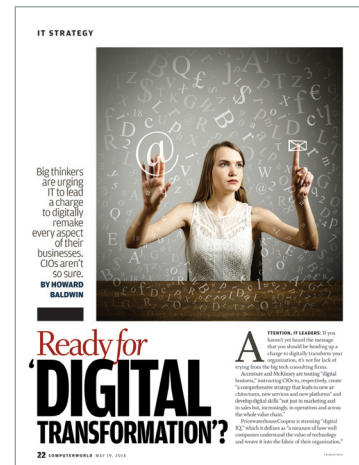 IT STRATEGY
Big thinkers
are urging
IT to lead
a charge
to digitally
remake
every aspect
of their
businesses.
CIOs aren't
so sure.
BY HOWARD
BALDWIN
Ready for
'DIGITAL
TRANSFORMATION'?
ATTENTION, IT LEADERS: If you
haven't yet heard the message
that you should be heading up a
charge to digitally transform your
organization, it's not for lack of
trying from the big tech consulting firms.
Accenture and McKinsey are touting "digital
business," instructing CIOs to, respectively, create
"a comprehensive strategy that leads to new ar-
chitectures, new services and new platforms" and
develop digital skills "not just in marketing and
in sales but, increasingly, in operations and across
the whole value chain."
PricewaterhouseCoopers is stressing "digital
IQ," which it defines as "a measure of how well
companies understand the value of technology
and weave it into the fabric of their organization."
22 COMPUTERWORLD MAY 19, 2014